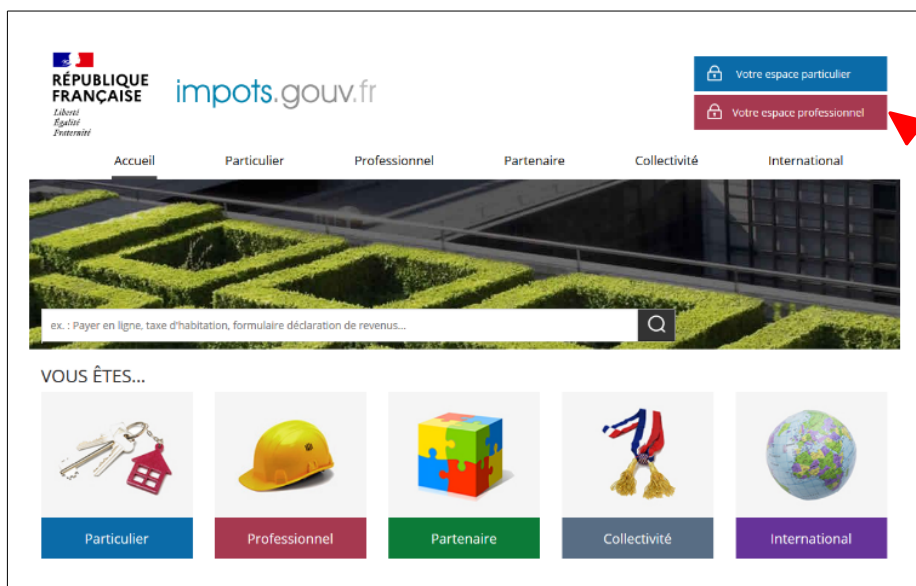 RÉPUBLIQUE
FRANÇAISE
Liberté
Égalité
Fraternité
impots.gouv.fr
Votre espace particulier
Votre espace professionnel
Accueil Particulier Professionnel Partenaire Collectivité International
ex. : Payer en ligne, taxe d'habitation, formulaire déclaration de revenus...
VOUS ÊTES...
Particulier Professionnel Partenaire Collectivité International